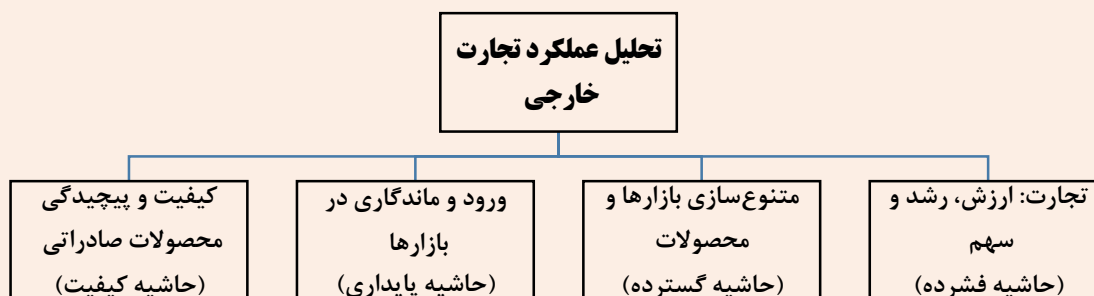 تحلیل عملکرد تجارت
خارجی
تجارت: ارزش، رشد و
سهم
(حاشیه فشرده)
متنوع‌سازی بازارها و
محصولات
(حاشیه گسترده)
ورود و ماندگاری در
بازارها
(حاشیه پایداری)
کیفیت و پیچیدگی
محصولات صادراتی
(حاشیه کیفیت)